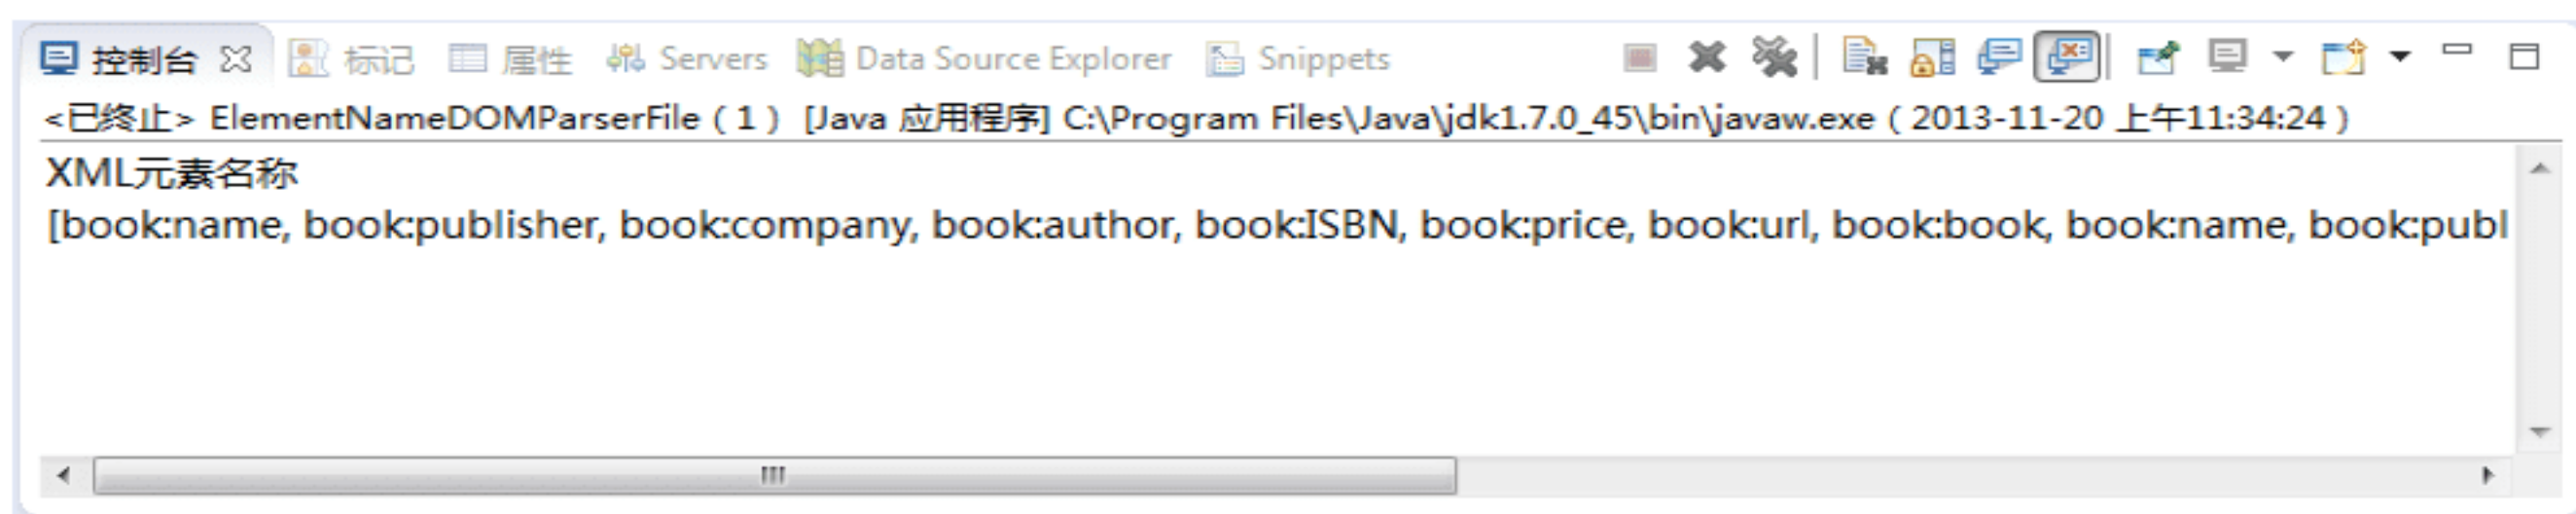 控制台 标记 属性 Servers Data Source Explorer Snippets
<已终止> ElementNameDOMParserFile ( 1 ) [Java 应用程序] C:\Program Files\Java\jdk1.7.0_45\bin\javaw.exe ( 2013-11-20 上午11:34:24 )
XML元素名称
[book:name, book:publisher, book:company, book:author, book:ISBN, book:price, book:url, book:book, book:name, book:publ